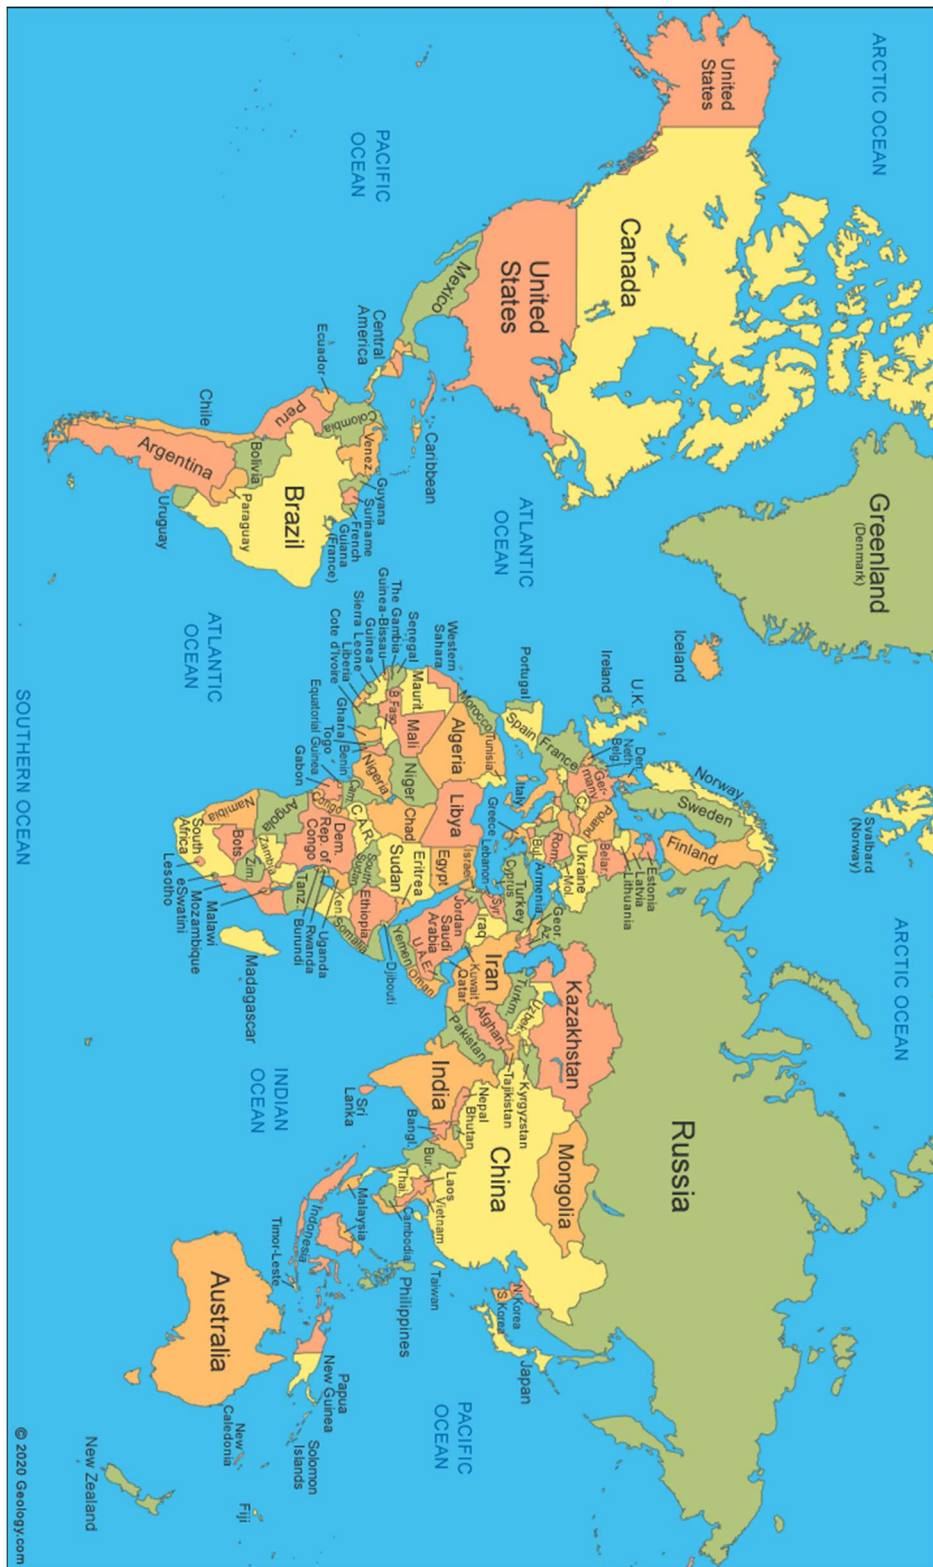 ARCTIC OCEAN
ARCTIC OCEAN
United
States
Canada
Greenland
(Denmark)
Svalbard
(Norway)
Iceland
Norway
Sweden
Finland
Russia
United
States
U.K.
Ireland
Den.
Neth.
Belg.
Ger-
many
Poland
Belar.
Estonia
Latvia
Lithuania
Cz.
France
Ukraine
Mol.
Rom.
Bul.
Spain
Portugal
Italy
Greece
Turkey
Cyprus
Geor.
Az.
Armenia
Kazakhstan
Uzbek.
Turkm.
Kyrgyzstan
Tajikistan
Mongolia
China
N Korea
S Korea
Japan
PACIFIC
OCEAN
Mexico
ATLANTIC
OCEAN
Caribbean
Central
America
Morocco
Tunisia
Algeria
Libya
Egypt
Lebanon
Israel
Syr.
Jordan
Iraq
Iran
Kuwait
Qatar
Saudi
Arabia
U.A.E.
Oman
Yemen
Afghan.
Pakistan
India
Nepal
Bhutan
Bangl.
Bur.
Laos
Vietnam
Thai.
Cambodia
Taiwan
Philippines
PACIFIC
OCEAN
Western
Sahara
Maurit.
Mali
Niger
Chad
Sudan
Eritrea
Djibouti
Senegal
The Gambia
Guinea-Bissau
Guinea
Sierra Leone
Liberia
Cote d'Ivoire
B.Faso
Ghana
Togo
Benin
Nigeria
Cam.
C.A.R.
South
Sudan
Ethiopia
Somalia
Sri
Lanka
Malaysia
Indonesia
Equatorial Guinea
Gabon
Congo
Dem.
Rep of
Congo
Ken.
Uganda
Rwanda
Burundi
Tanz.
Venez.
Guyana
Suriname
French
Guiana
(France)
Colombia
Ecuador
Peru
Brazil
Bolivia
Paraguay
Chile
Argentina
Uruguay
ATLANTIC
OCEAN
Angola
Zambia
Malawi
Mozambique
Zim.
Bots.
Namibia
South
Africa
eSwatini
Lesotho
Madagascar
INDIAN
OCEAN
Timor-Leste
Papua
New Guinea
Solomon
Islands
Australia
New
Caledonia
Fiji
New Zealand
SOUTHERN OCEAN
© 2020 Geology.com